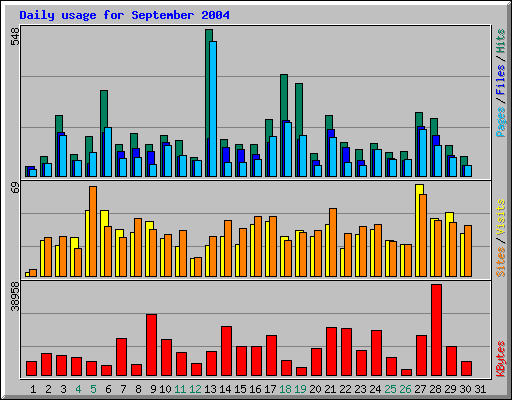 Daily usage for September 2004
548
Pages / Files / Hits
69
Sites / Visits
38958
KBytes
1 2 3 4 5 6 7 8 9 10 11 12 13 14 15 16 17 18 19 20 21 22 23 24 25 26 27 28 29 30 31